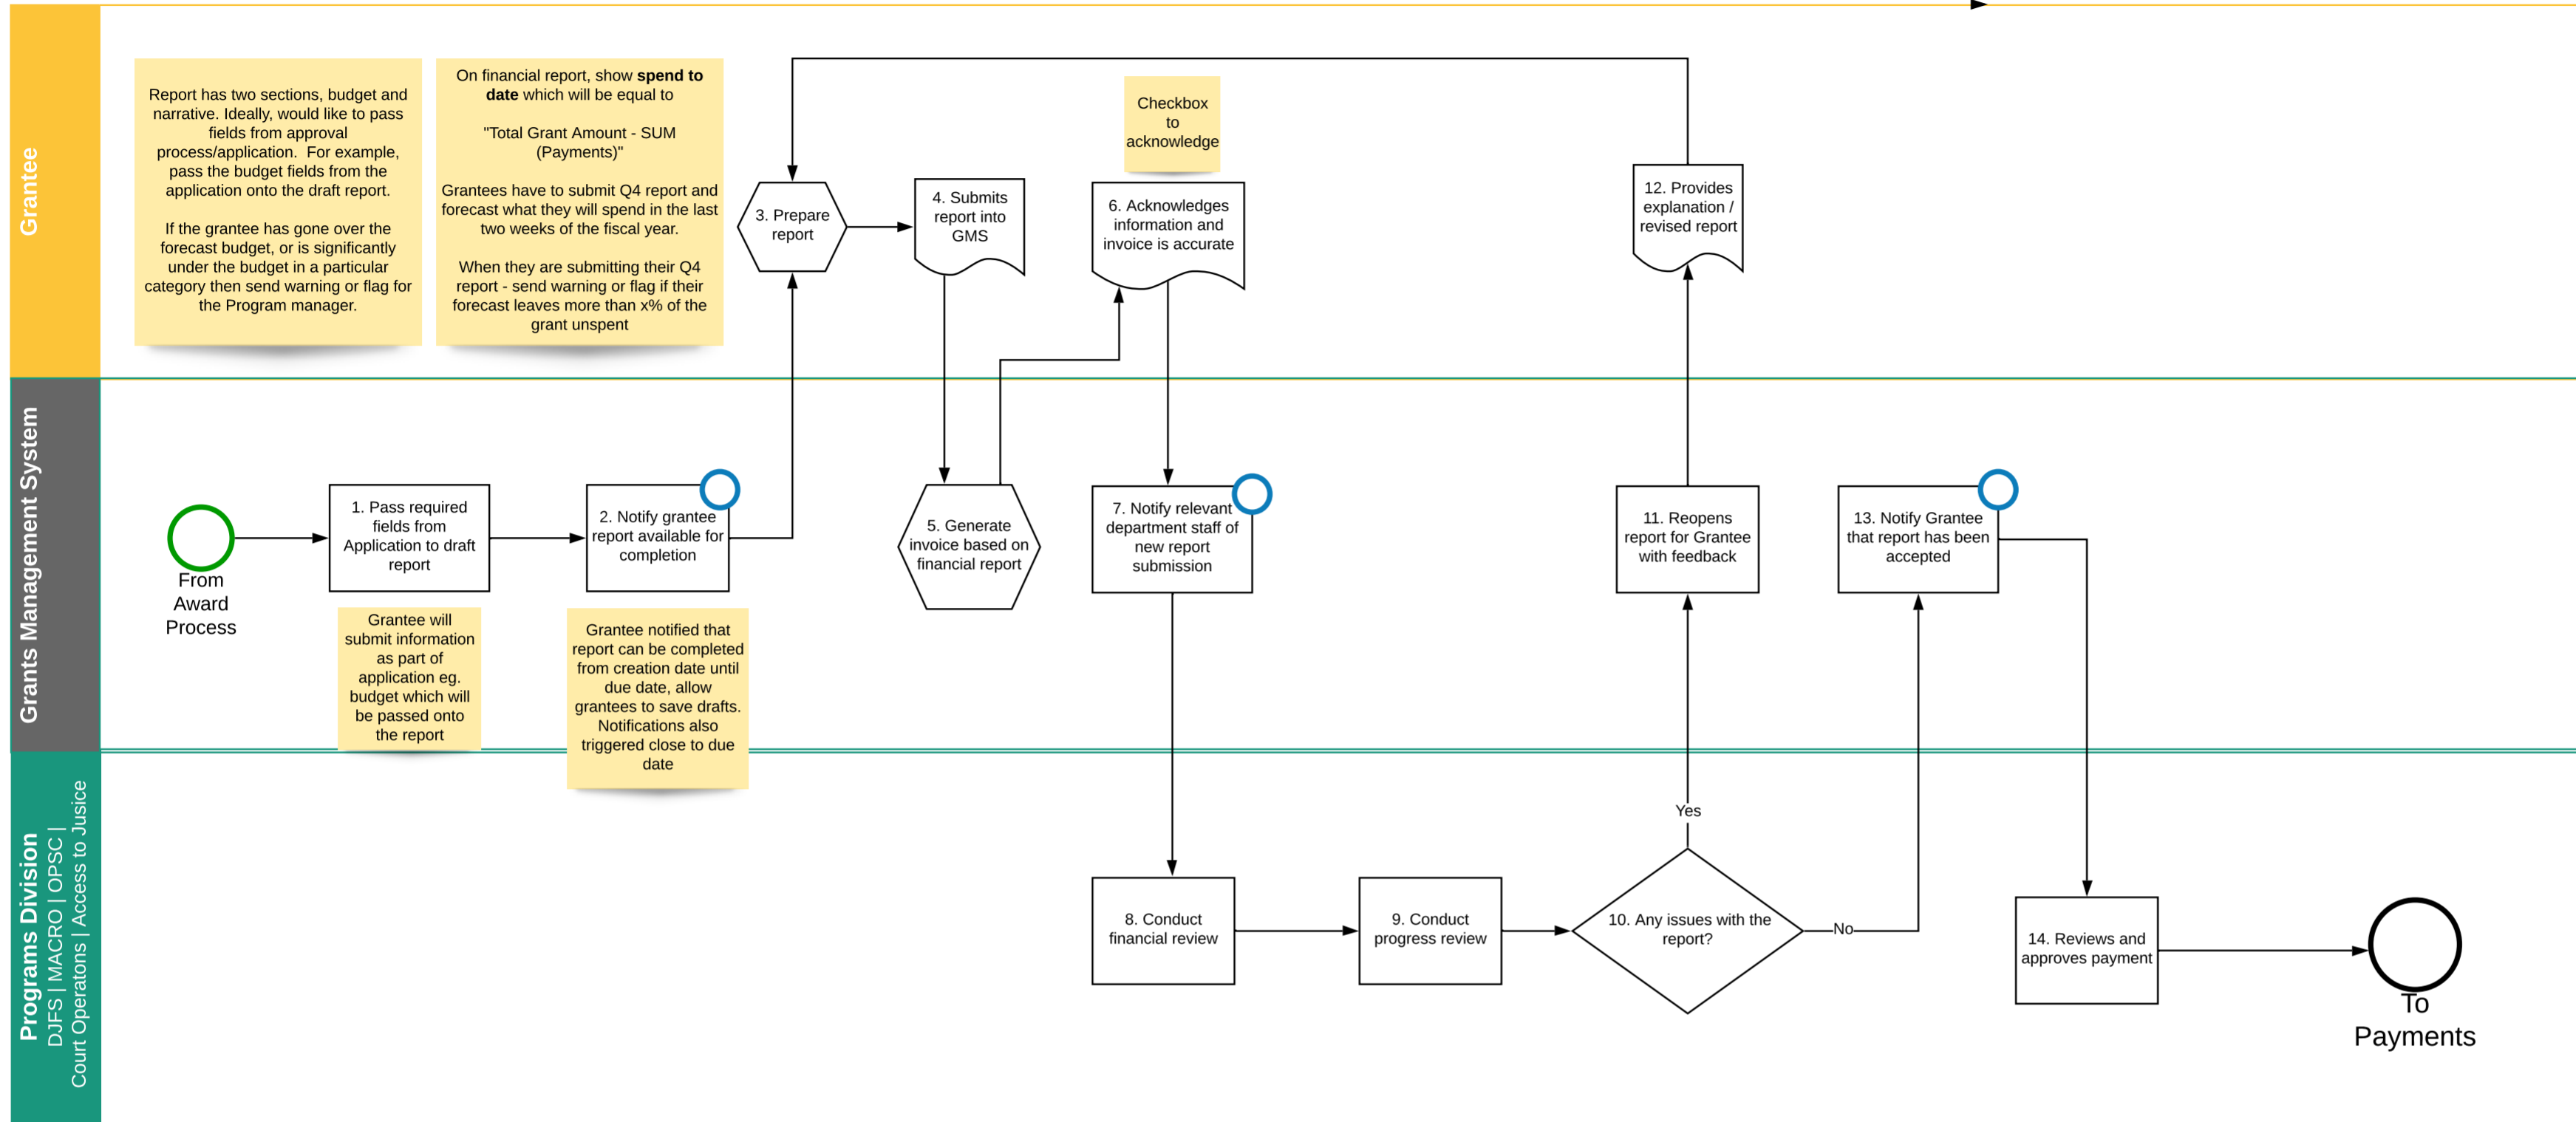 Grantee
Report has two sections, budget and
narrative. Ideally, would like to pass
fields from approval
process/application.  For example,
pass the budget fields from the
application onto the draft report.
If the grantee has gone over the
forecast budget, or is significantly
under the budget in a particular
category then send warning or flag for
the Program manager.
On financial report, show spend to
date which will be equal to
"Total Grant Amount - SUM
(Payments)"
Grantees have to submit Q4 report and
forecast what they will spend in the last
two weeks of the fiscal year.
When they are submitting their Q4
report - send warning or flag if their
forecast leaves more than x% of the
grant unspent
3. Prepare
report
4. Submits
report into
GMS
Checkbox
to
acknowledge
6. Acknowledges
information and
invoice is accurate
12. Provides
explanation /
revised report
Grants Management System
From
Award
Process
1. Pass required
fields from
Application to draft
report
Grantee will
submit information
as part of
application eg.
budget which will
be passed onto
the report
2. Notify grantee
report available for
completion
Grantee notified that
report can be completed
from creation date until
due date, allow
grantees to save drafts.
Notifications also
triggered close to due
date
5. Generate
invoice based on
financial report
7. Notify relevant
department staff of
new report
submission
11. Reopens
report for Grantee
with feedback
13. Notify Grantee
that report has been
accepted
Programs Division
DJFS | MACRO | OPSC |
Court Operatons | Access to Jusice
8. Conduct
financial review
9. Conduct
progress review
10. Any issues with the
report?
Yes
No
14. Reviews and
approves payment
To
Payments